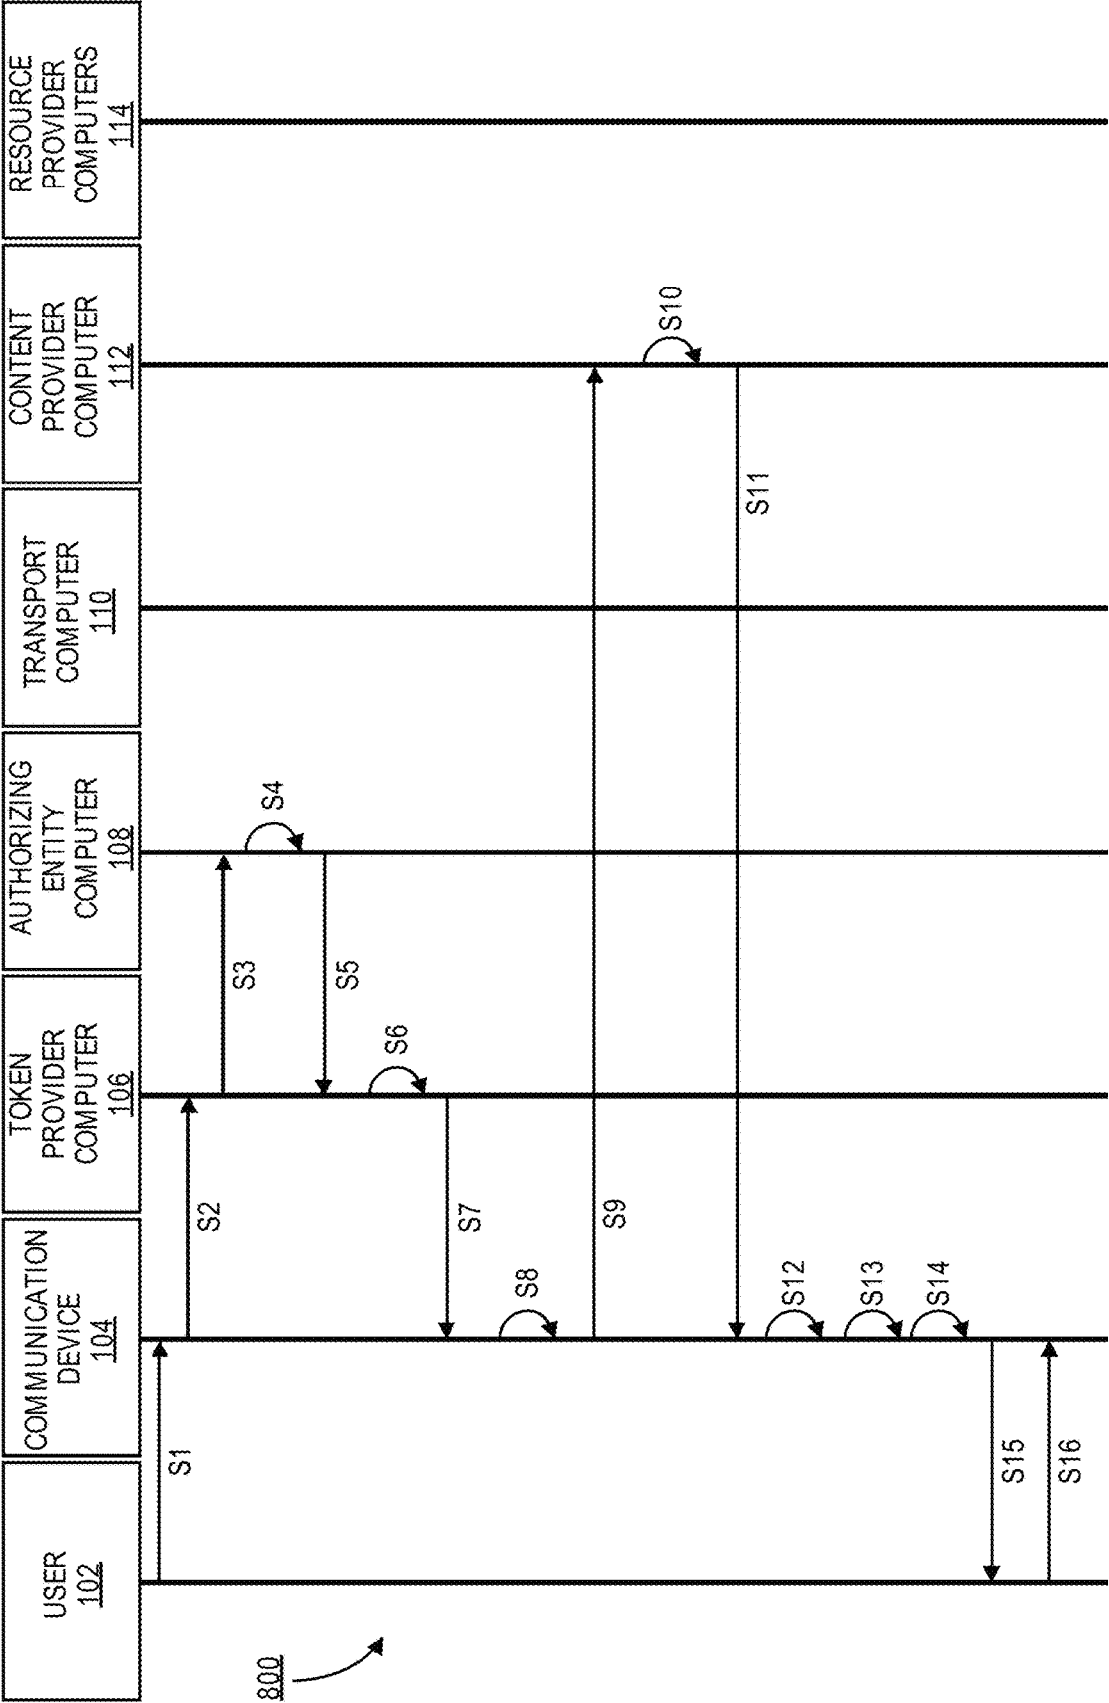 USER
102
COMMUNICATION
DEVICE
104
TOKEN
PROVIDER
COMPUTER
106
AUTHORIZING
ENTITY
COMPUTER
108
TRANSPORT
COMPUTER
110
CONTENT
PROVIDER
COMPUTER
112
RESOURCE
PROVIDER
COMPUTERS
114
S1
S2
S3
S4
S5
S6
S7
S8
S9
S10
S11
S12
S13
S14
S15
S16
800